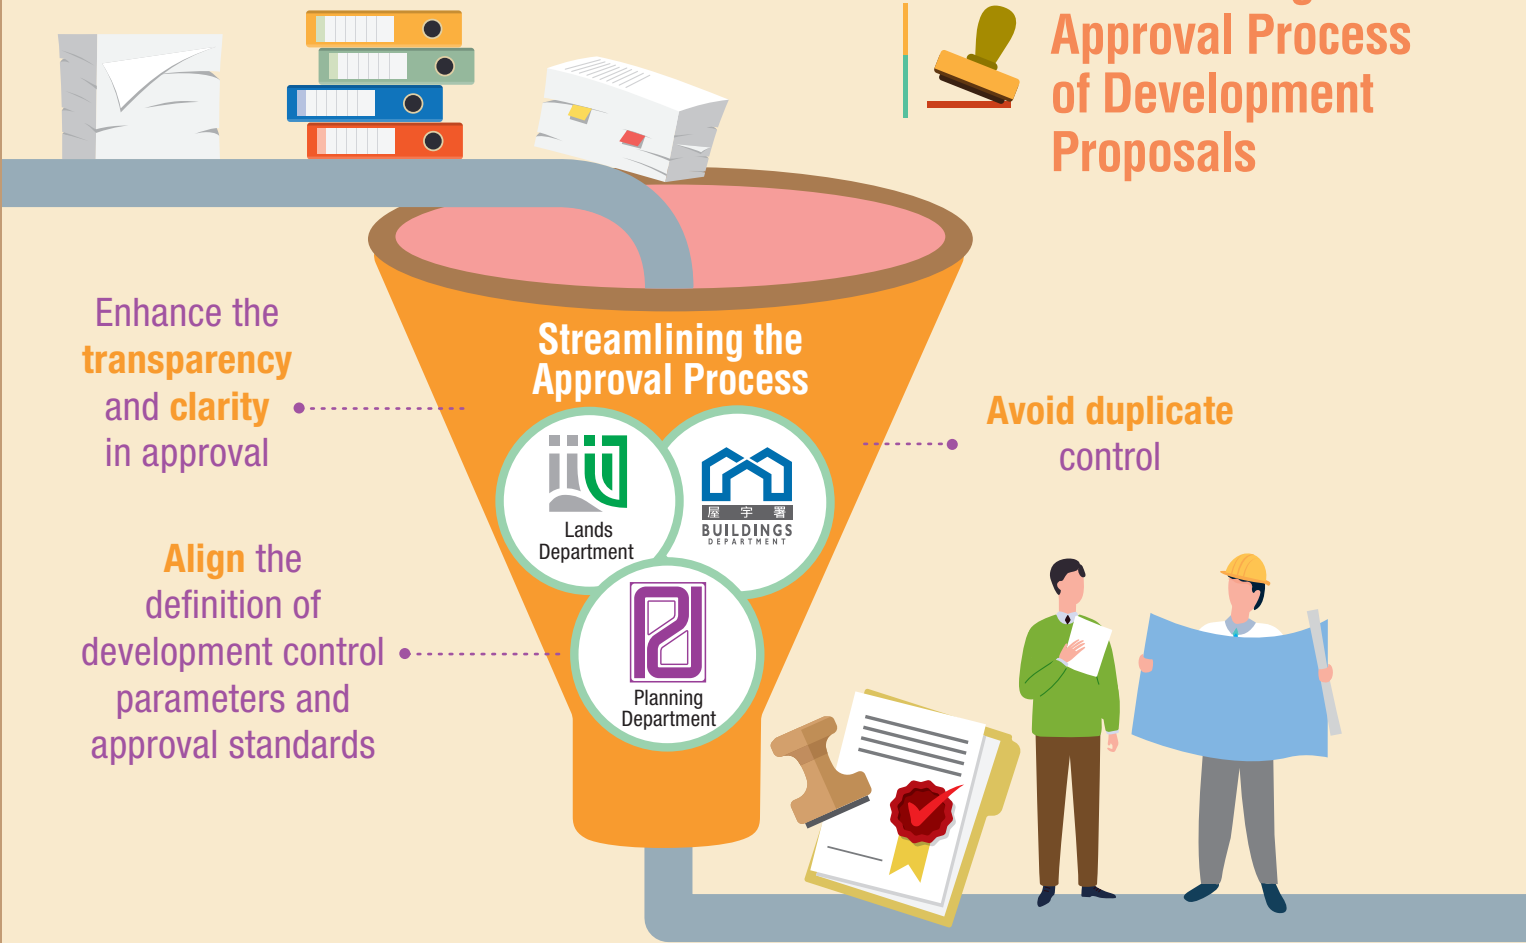 Approval Process
of Development
Proposals
Enhance the
transparency
and clarity
in approval
Align the
definition of
development control
parameters and
approval standards
Streamlining the
Approval Process
Lands
Department
屋宇署
BUILDINGS
DEPARTMENT
Planning
Department
Avoid duplicate
control